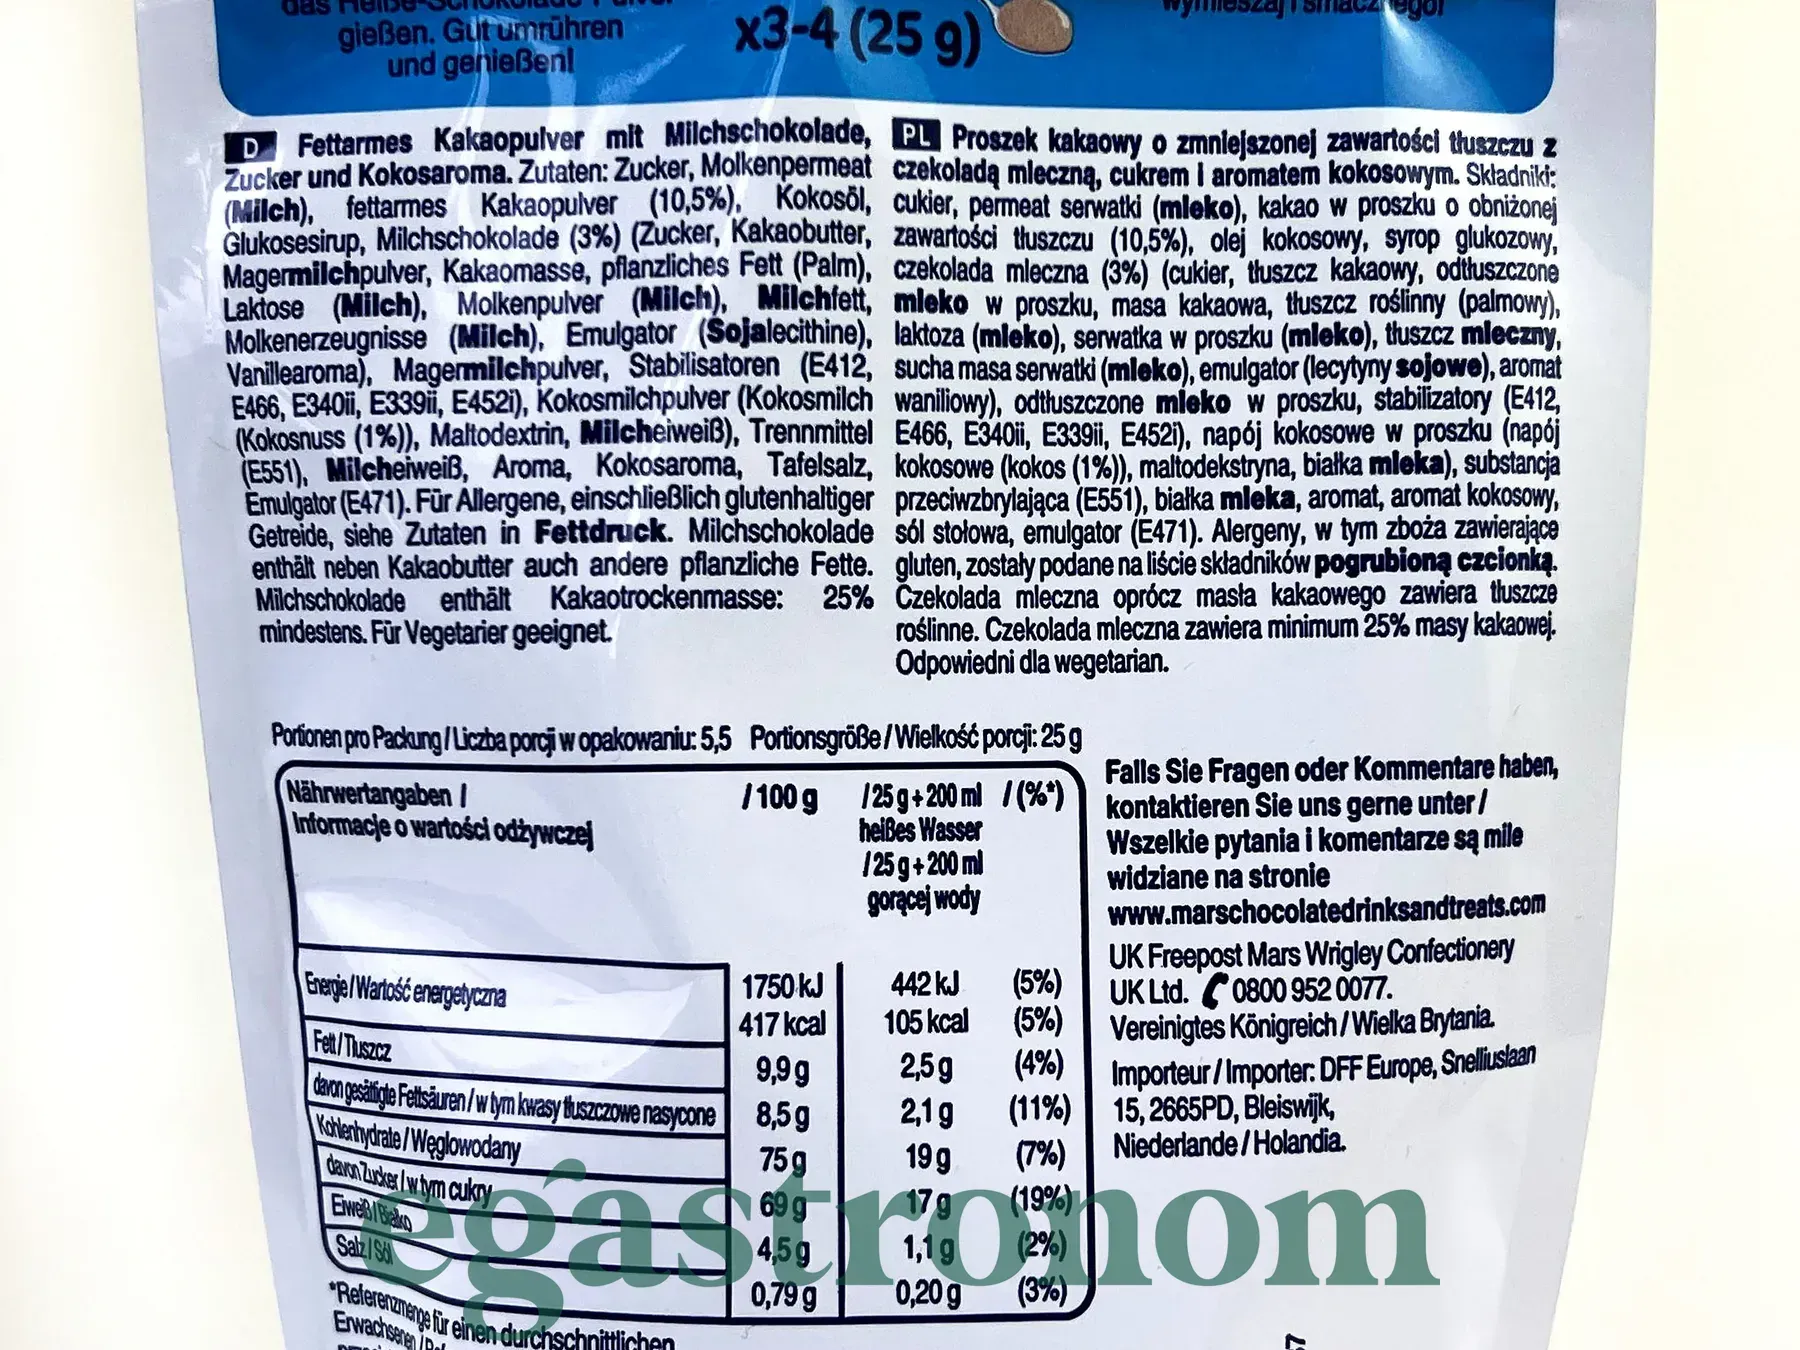 gießen. Gut umrühren
und genießen!
x3-4 (25 g)
D Fettarmes Kakaopulver mit Milchschokolade,
Zucker und Kokosaroma. Zutaten: Zucker, Molkenpermeat
(Milch), fettarmes Kakaopulver (10,5%), Kokosöl,
Glukosesirup, Milchschokolade (3%) (Zucker, Kakaobutter,
Magermilchpulver, Kakaomasse, pflanzliches Fett (Palm),
Laktose (Milch), Molkenpulver (Milch), Milchfett,
Molkenerzeugnisse (Milch), Emulgator (Sojalecithine),
Vanillearoma), Magermilchpulver, Stabilisatoren (E412,
E466, E340ii, E339ii, E452i), Kokosmilchpulver (Kokosmilch
(Kokosnuss (1%)), Maltodextrin, Milcheiweiß), Trennmittel
(E551), Milcheiweiß, Aroma, Kokosaroma, Tafelsalz,
Emulgator (E471). Für Allergene, einschließlich glutenhaltiger
Getreide, siehe Zutaten in Fettdruck. Milchschokolade
enthält neben Kakaobutter auch andere pflanzliche Fette.
Milchschokolade enthält Kakaotrockenmasse: 25%
mindestens. Für Vegetarier geeignet.
PL Proszek kakaowy o zmniejszonej zawartości tłuszczu z
czekoladą mleczną, cukrem i aromatem kokosowym. Składniki:
cukier, permeat serwatki (mleko), kakao w proszku o obniżonej
zawartości tłuszczu (10,5%), olej kokosowy, syrop glukozowy,
czekolada mleczna (3%) (cukier, tłuszcz kakaowy, odtłuszczone
mleko w proszku, masa kakaowa, tłuszcz roślinny (palmowy),
laktoza (mleko), serwatka w proszku (mleko), tłuszcz mleczny,
sucha masa serwatki (mleko), emulgator (lecytyny sojowe), aromat
waniliowy), odtłuszczone mleko w proszku, stabilizatory (E412,
E466, E340ii, E339ii, E452i), napój kokosowe w proszku (napój
kokosowe (kokos (1%)), maltodekstryna, białka mleka), substancja
przeciwzbrylająca (E551), białka mleka, aromat, aromat kokosowy,
sól stołowa, emulgator (E471). Alergeny, w tym zboża zawierające
gluten, zostały podane na liście składników pogrubioną czcionką.
Czekolada mleczna oprócz masła kakaowego zawiera tłuszcze
roślinne. Czekolada mleczna zawiera minimum 25% masy kakaowej.
Odpowiedni dla wegetarian.
Portionen pro Packung / Liczba porcji w opakowaniu: 5,5 Portionsgröße / Wielkość porcji: 25 g
Nährwertangaben / / 100 g / 25 g + 200 ml / (%*)
Informacje o wartości odżywczej heißes Wasser
/ 25 g + 200 ml
gorącej wody
Energie / Wartość energetyczna 1750 kJ 442 kJ (5%)
417 kcal 105 kcal (5%)
Fett / Tłuszcz 9,9 g 2,5 g (4%)
davon gesättigte Fettsäuren / w tym kwasy tłuszczowe nasycone 8,5 g 2,1 g (11%)
Kohlenhydrate / Węglowodany 75 g 19 g (7%)
davon Zucker / w tym cukry 69 g 17 g (19%)
Eiweiß / Białko 4,5 g 1,1 g (2%)
Salz / Sól 0,79 g 0,20 g (3%)
*Referenzmenge für einen durchschnittlichen
Erwachsenen
Falls Sie Fragen oder Kommentare haben,
kontaktieren Sie uns gerne unter /
Wszelkie pytania i komentarze są mile
widziane na stronie
www.marschocolatedrinksandtreats.com
UK Freepost Mars Wrigley Confectionery
UK Ltd. 0800 952 0077.
Vereinigtes Königreich / Wielka Brytania.
Importeur / Importer: DFF Europe, Snelliuslaan
15, 2665PD, Bleiswijk,
Niederlande / Holandia.
egastronom